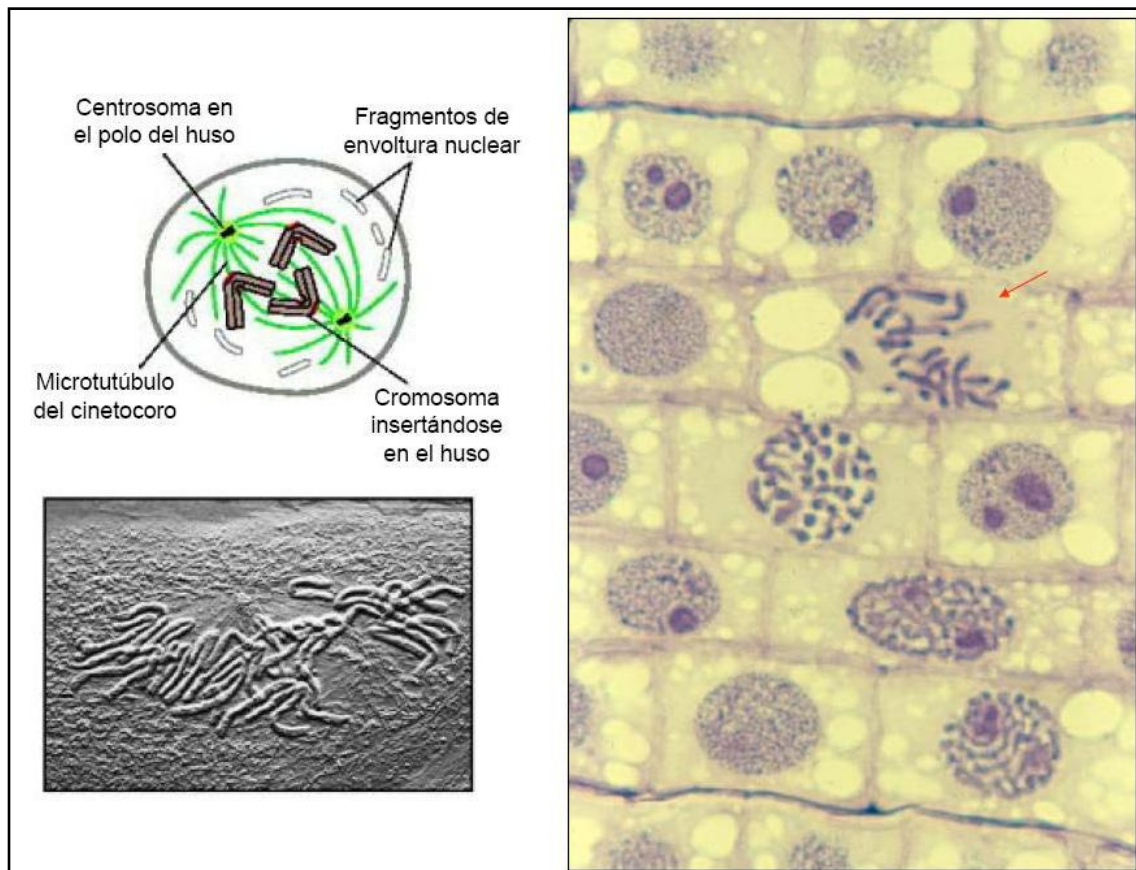 Centrosoma en
el polo del huso
Fragmentos de
envoltura nuclear
Microtutúbulo
del cinetocoro
Cromosoma
insertándose
en el huso